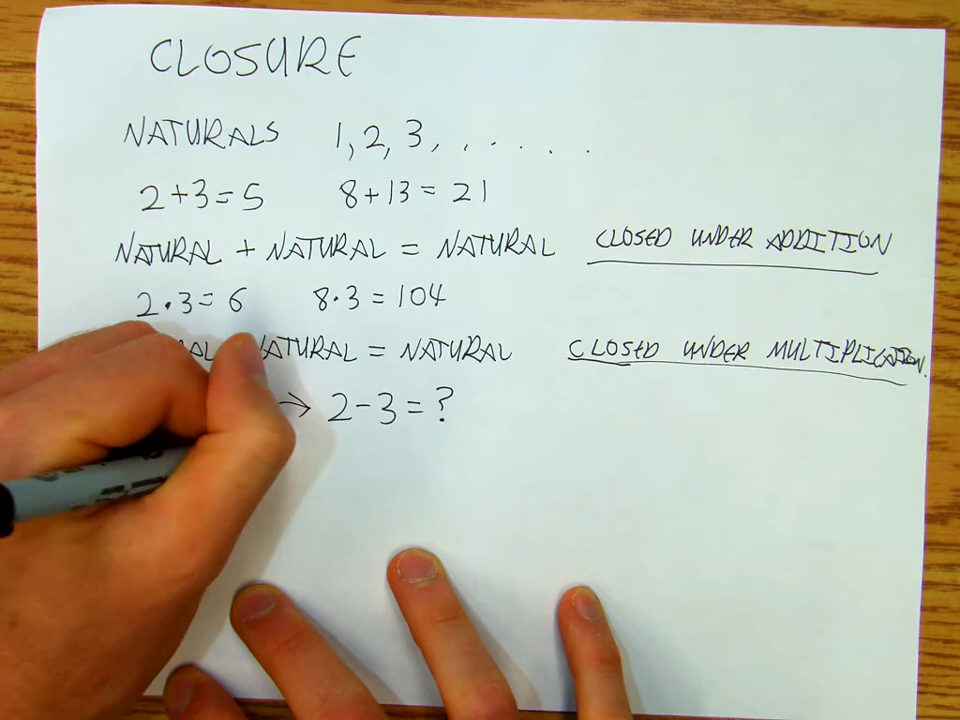 CLOSURE
NATURALS 1, 2, 3, . . . . . .
2+3=5 8+13=21
NATURAL + NATURAL = NATURAL CLOSED UNDER ADDITION
2·3=6 8·3=104
NATURAL = NATURAL CLOSED UNDER MULTIPLICATION.
→ 2-3=?